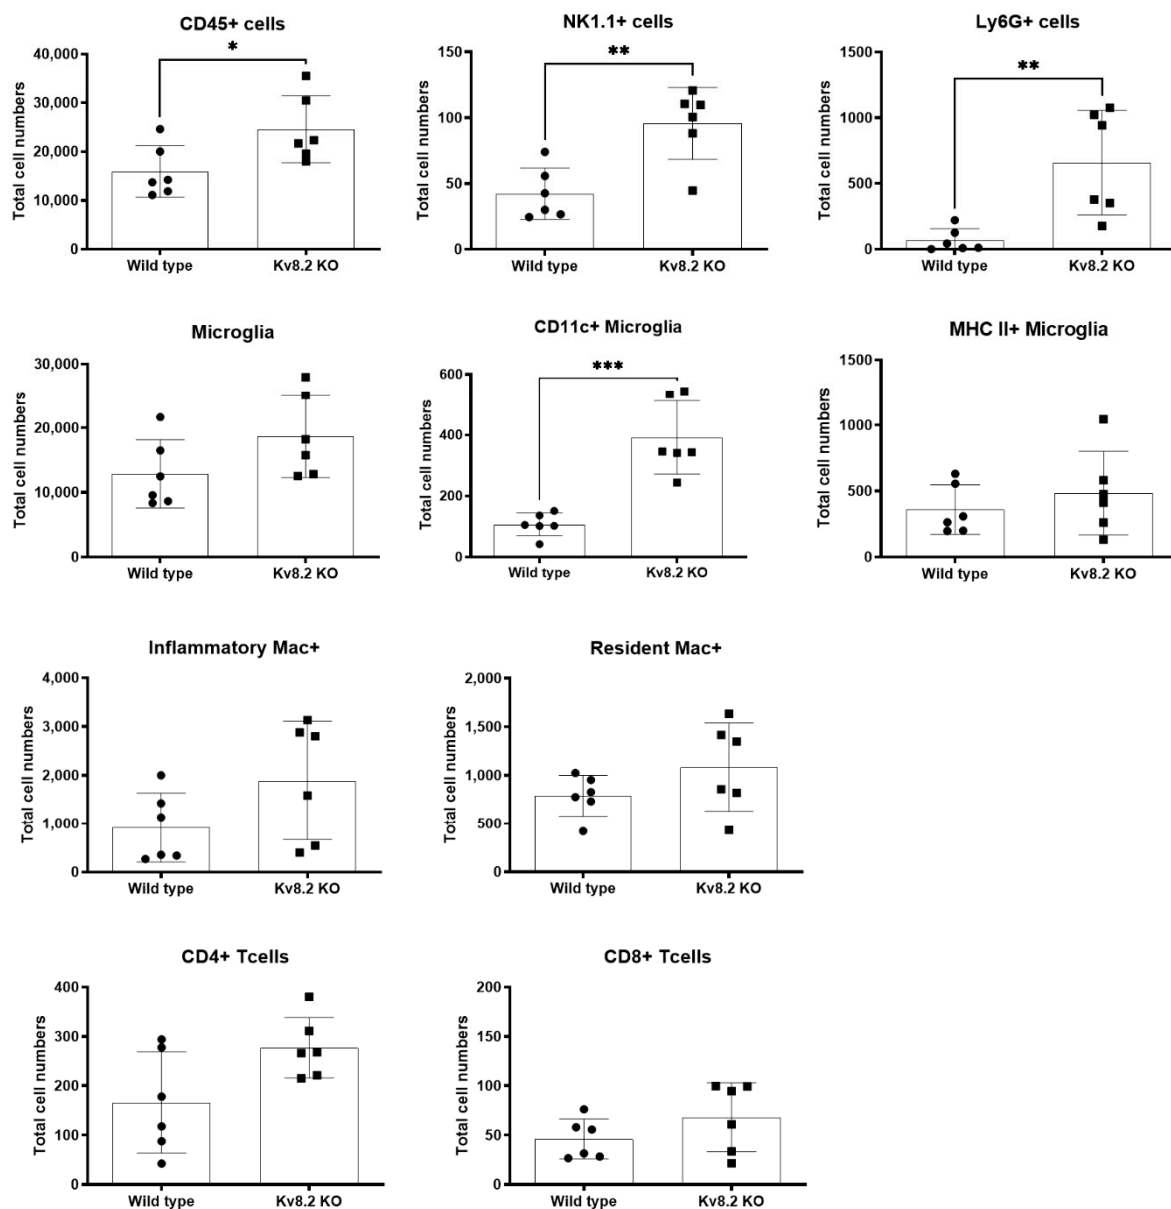 CD45+ cells
Total cell numbers
40,000
30,000
20,000
10,000
0
*
Wild type
Kv8.2 KO
NK1.1+ cells
Total cell numbers
150
100
50
0
**
Wild type
Kv8.2 KO
Ly6G+ cells
Total cell numbers
1500
1000
500
0
**
Wild type
Kv8.2 KO
Microglia
Total cell numbers
30,000
20,000
10,000
0
Wild type
Kv8.2 KO
CD11c+ Microglia
Total cell numbers
600
400
200
0
***
Wild type
Kv8.2 KO
MHC II+ Microglia
Total cell numbers
1500
1000
500
0
Wild type
Kv8.2 KO
Inflammatory Mac+
Total cell numbers
4,000
3,000
2,000
1,000
0
Wild type
Kv8.2 KO
Resident Mac+
Total cell numbers
2,000
1,500
1,000
500
0
Wild type
Kv8.2 KO
CD4+ Tcells
Total cell numbers
400
300
200
100
0
Wild type
Kv8.2 KO
CD8+ Tcells
Total cell numbers
200
150
100
50
0
Wild type
Kv8.2 KO